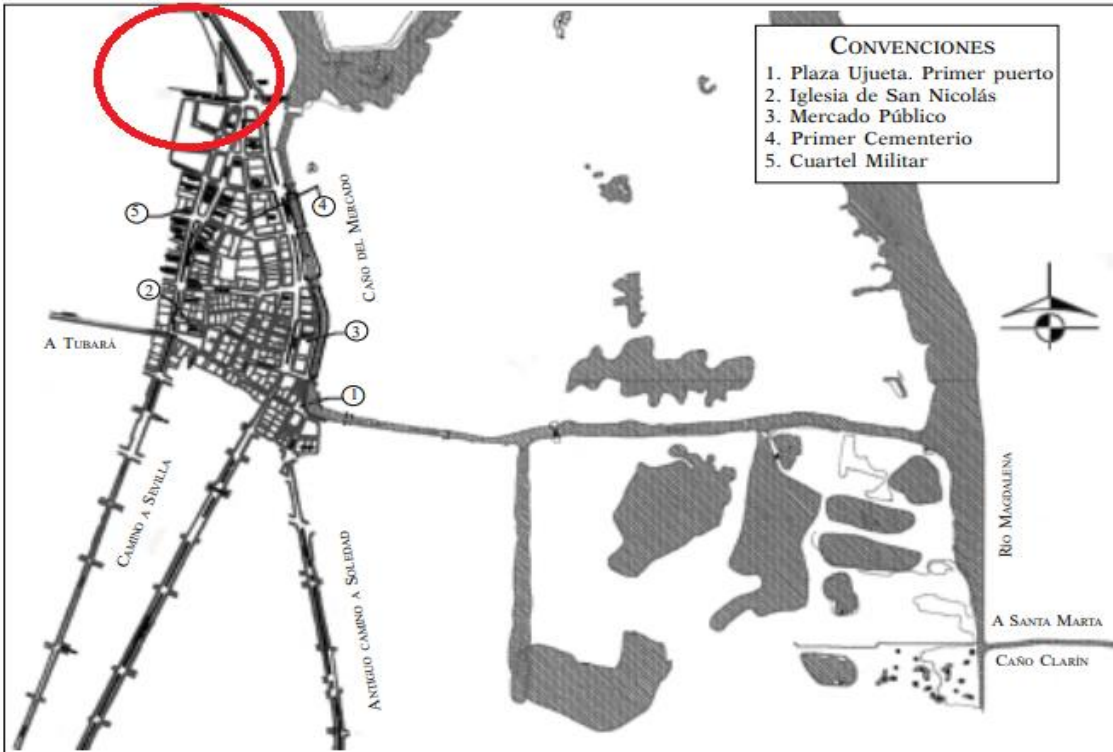 CONVENCIONES
1. Plaza Ujueta. Primer puerto
2. Iglesia de San Nicolás
3. Mercado Público
4. Primer Cementerio
5. Cuartel Militar
5
4
CAÑO DEL MERCADO
2
3
A TUBARÁ
1
CAMINO A SEVILLA
ANTIGUO CAMINO A SOLEDAD
RÍO MAGDALENA
A SANTA MARTA
CAÑO CLARÍN